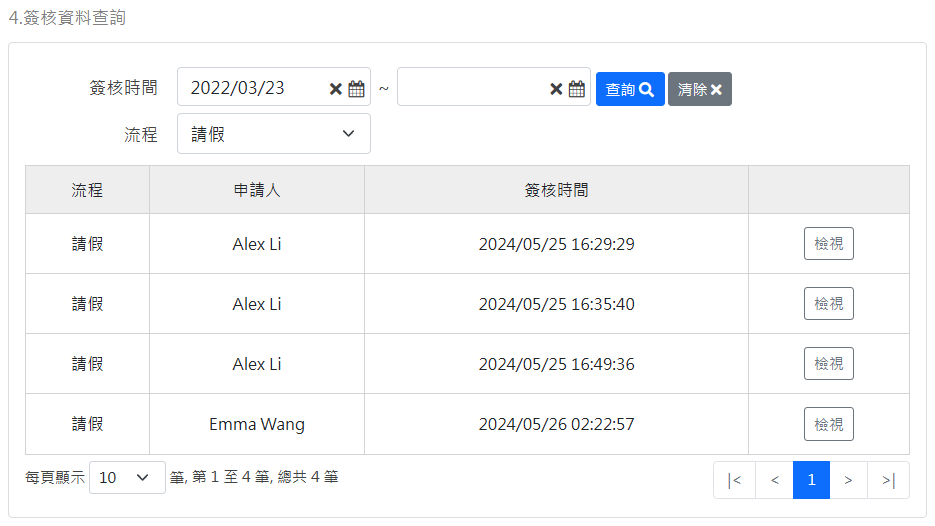 4.簽核資料查詢
簽核時間 2022/03/23 ~ 查詢 清除
流程 請假
流程 申請人 簽核時間
請假 Alex Li 2024/05/25 16:29:29 檢視
請假 Alex Li 2024/05/25 16:35:40 檢視
請假 Alex Li 2024/05/25 16:49:36 檢視
請假 Emma Wang 2024/05/26 02:22:57 檢視
每頁顯示 10 筆, 第 1 至 4 筆, 總共 4 筆 |< < 1 > >|